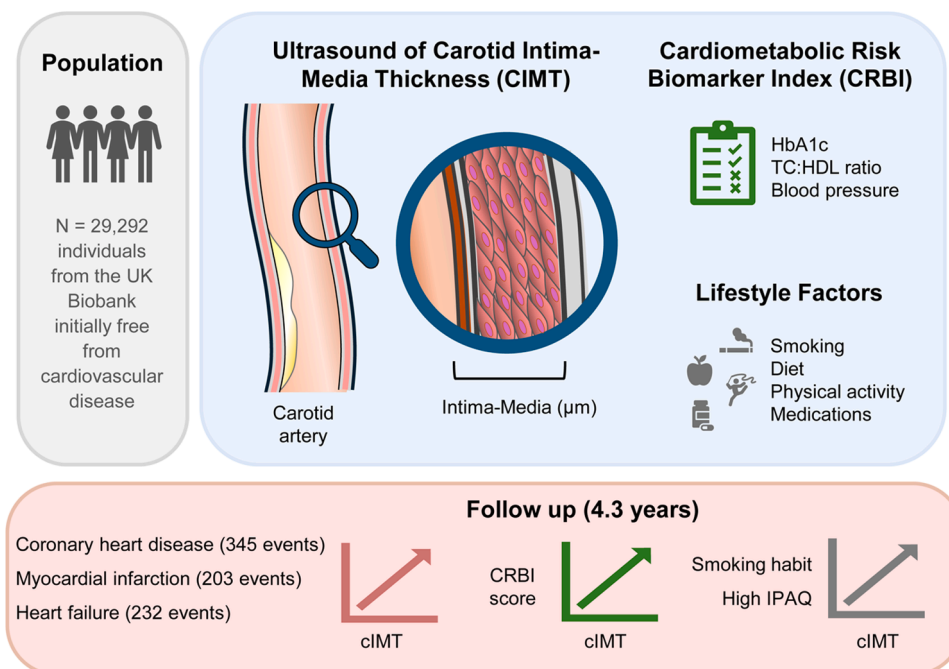 Population
N = 29,292
individuals
from the UK
Biobank
initially free
from
cardiovascular
disease
Ultrasound of Carotid Intima-
Media Thickness (CIMT)
Carotid
artery
Intima-Media (μm)
Cardiometabolic Risk
Biomarker Index (CRBI)
HbA1c
TC:HDL ratio
Blood pressure
Lifestyle Factors
Smoking
Diet
Physical activity
Medications
Follow up (4.3 years)
Coronary heart disease (345 events)
Myocardial infarction (203 events)
Heart failure (232 events)
cIMT
CRBI
score
cIMT
Smoking habit
High IPAQ
cIMT